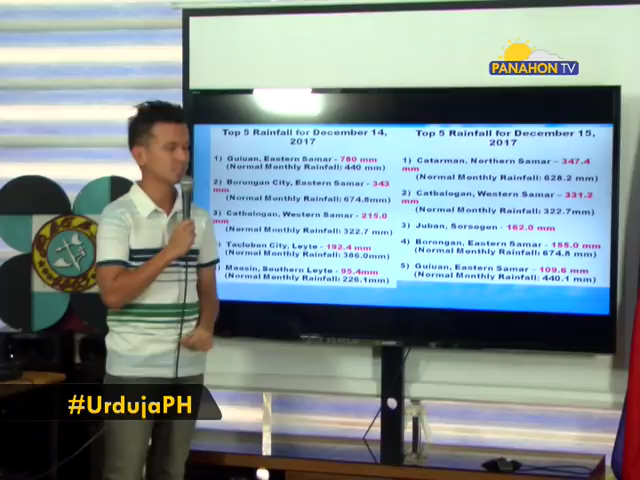 PANAHON TV
Top 5 Rainfall for December 14,
2017
1) Guiuan, Eastern Samar - 780 mm
(Normal Monthly Rainfall: 440 mm)
2) Borongan City, Eastern Samar - 343
mm
(Normal Monthly Rainfall: 674.8mm)
3) Catbalogan, Western Samar - 215.0
mm
(Normal Monthly Rainfall: 322.7 mm)
) Tacloban City, Leyte - 192.4 mm
(Normal Monthly Rainfall: 386.0mm)
) Maasin, Southern Leyte - 95.4mm
(Normal Monthly Rainfall: 226.1mm)
Top 5 Rainfall for December 15,
2017
1) Catarman, Northern Samar - 347.4
mm
(Normal Monthly Rainfall: 628.2 mm)
2) Catbalogan, Western Samar - 331.2
mm
(Normal Monthly Rainfall: 322.7mm)
3) Juban, Sorsogon - 162.0 mm
4) Borongan, Eastern Samar - 155.0 mm
(Normal Monthly Rainfall: 674.8 mm)
5) Guiuan, Eastern Samar - 109.6 mm
(Normal Monthly Rainfall: 440.1 mm)
#UrdujaPH